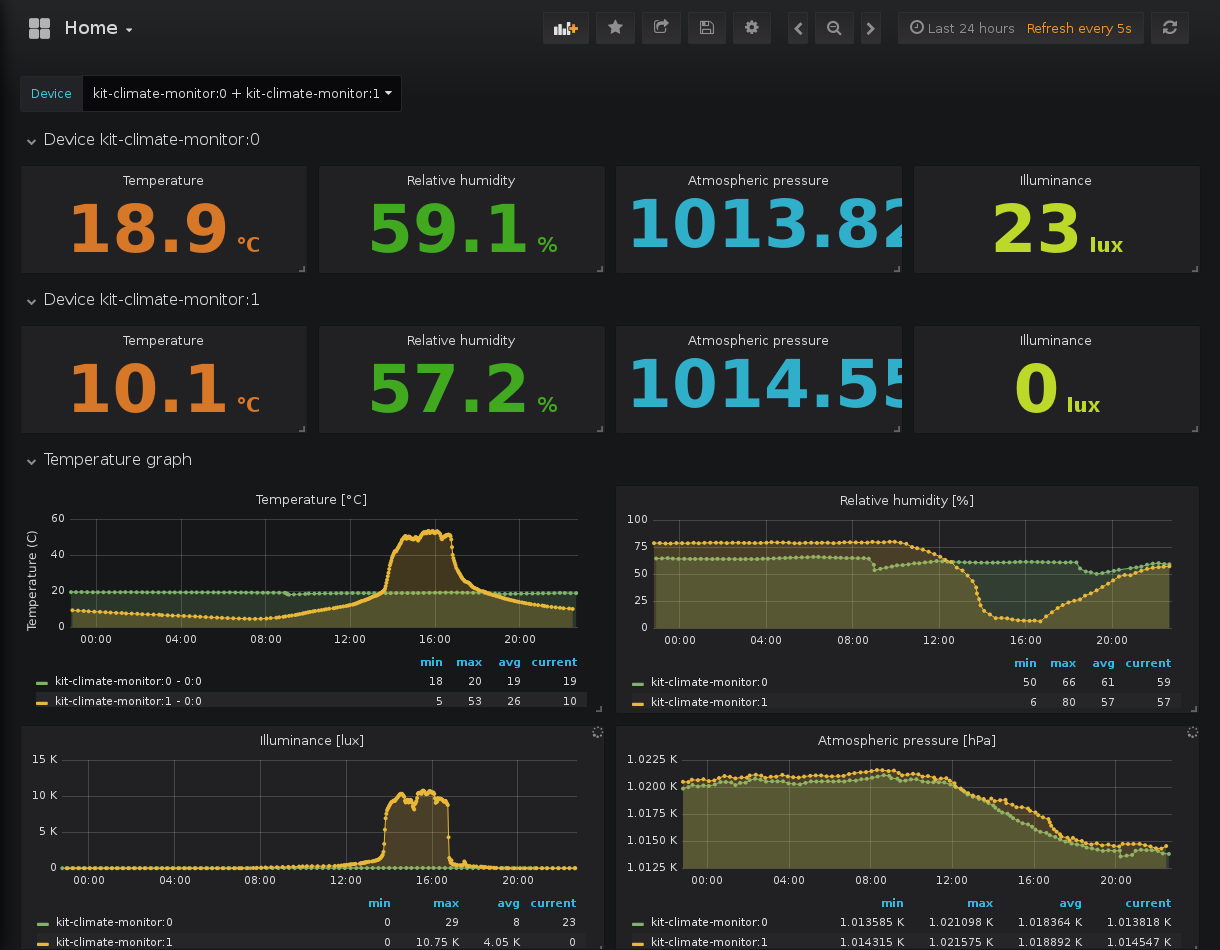 Home
Last 24 hours Refresh every 5s
Device kit-climate-monitor:0 + kit-climate-monitor:1
Device kit-climate-monitor:0
Temperature Relative humidity Atmospheric pressure Illuminance
18.9 °C 59.1 % 1013.82 23 lux
Device kit-climate-monitor:1
Temperature Relative humidity Atmospheric pressure Illuminance
10.1 °C 57.2 % 1014.55 0 lux
Temperature graph
Temperature [°C]
Temperature (C)
60
40
20
0
00:00 04:00 08:00 12:00 16:00 20:00
min max avg current
kit-climate-monitor:0 - 0:0 18 20 19 19
kit-climate-monitor:1 - 0:0 5 53 26 10
Relative humidity [%]
100
75
50
25
0
00:00 04:00 08:00 12:00 16:00 20:00
min max avg current
kit-climate-monitor:0 50 66 61 59
kit-climate-monitor:1 6 80 57 57
Illuminance [lux]
15 K
10 K
5 K
0
00:00 04:00 08:00 12:00 16:00 20:00
min max avg current
kit-climate-monitor:0 0 29 8 23
kit-climate-monitor:1 0 10.75 K 4.05 K 0
Atmospheric pressure [hPa]
1.0225 K
1.0200 K
1.0175 K
1.0150 K
1.0125 K
00:00 04:00 08:00 12:00 16:00 20:00
min max avg current
kit-climate-monitor:0 1.013585 K 1.021098 K 1.018364 K 1.013818 K
kit-climate-monitor:1 1.014315 K 1.021575 K 1.018892 K 1.014547 K